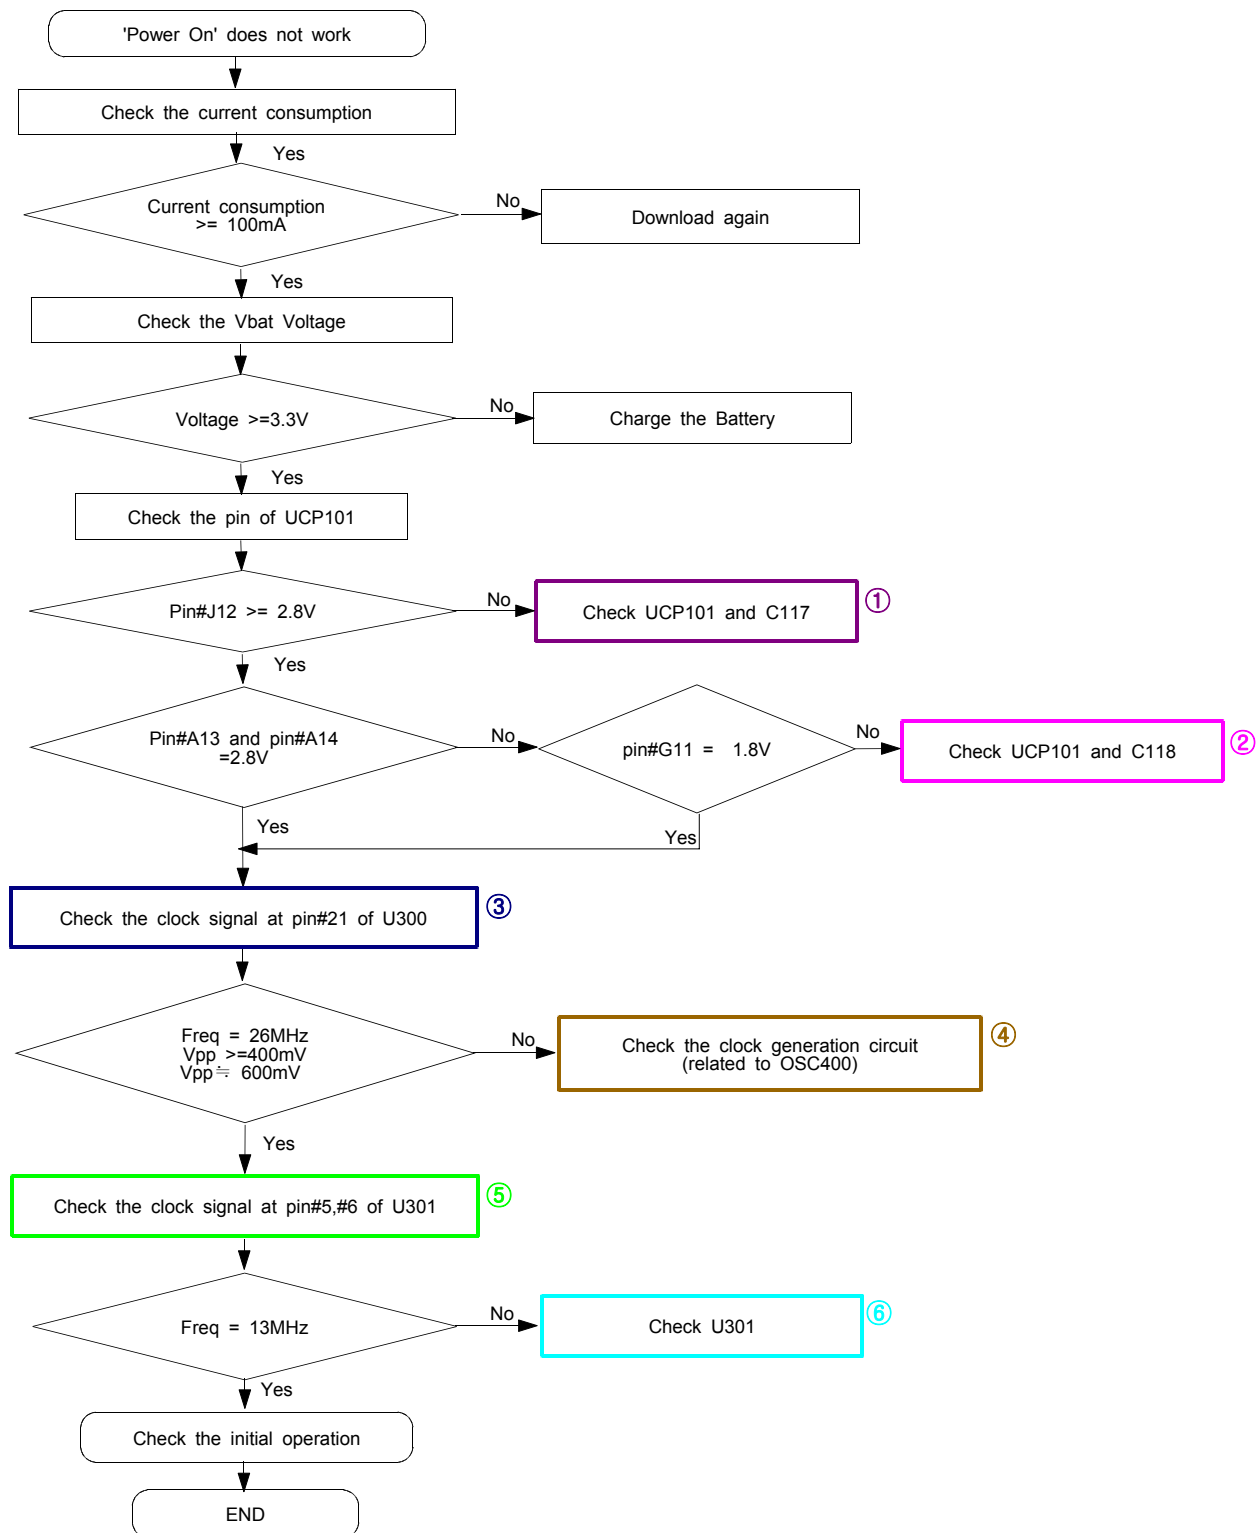 'Power On' does not work
Check the current consumption
Yes
Current consumption
>= 100mA
No
Download again
Yes
Check the Vbat Voltage
Voltage >=3.3V
No
Charge the Battery
Yes
Check the pin of UCP101
Pin#J12 >= 2.8V
No
Check UCP101 and C117
①
Yes
Pin#A13 and pin#A14
=2.8V
No
pin#G11 = 1.8V
No
Check UCP101 and C118
②
Yes
Yes
Check the clock signal at pin#21 of U300
③
Freq = 26MHz
Vpp >=400mV
Vpp≒ 600mV
No
Check the clock generation circuit
(related to OSC400)
④
Yes
Check the clock signal at pin#5,#6 of U301
⑤
Freq = 13MHz
No
Check U301
⑥
Yes
Check the initial operation
END